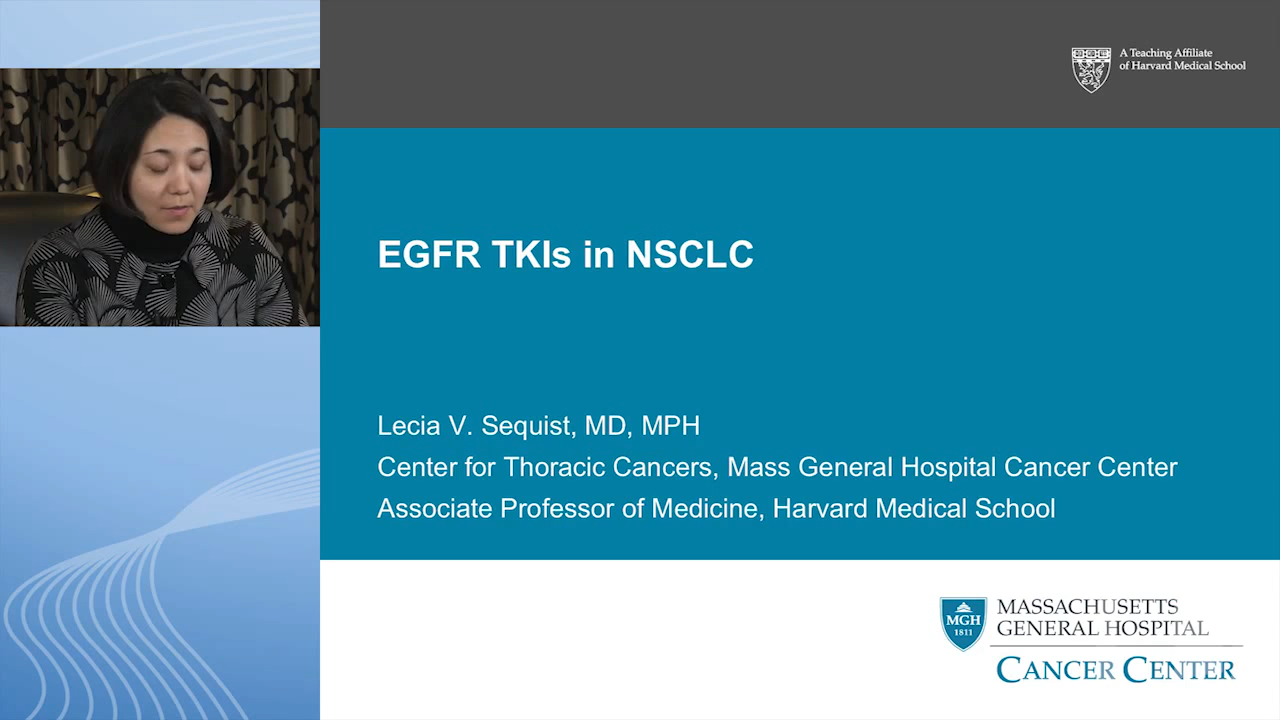 A Teaching Affiliate
of Harvard Medical School
EGFR TKIs in NSCLC
Lecia V. Sequist, MD, MPH
Center for Thoracic Cancers, Mass General Hospital Cancer Center
Associate Professor of Medicine, Harvard Medical School
MGH
1811
MASSACHUSETTS
GENERAL HOSPITAL
CANCER CENTER